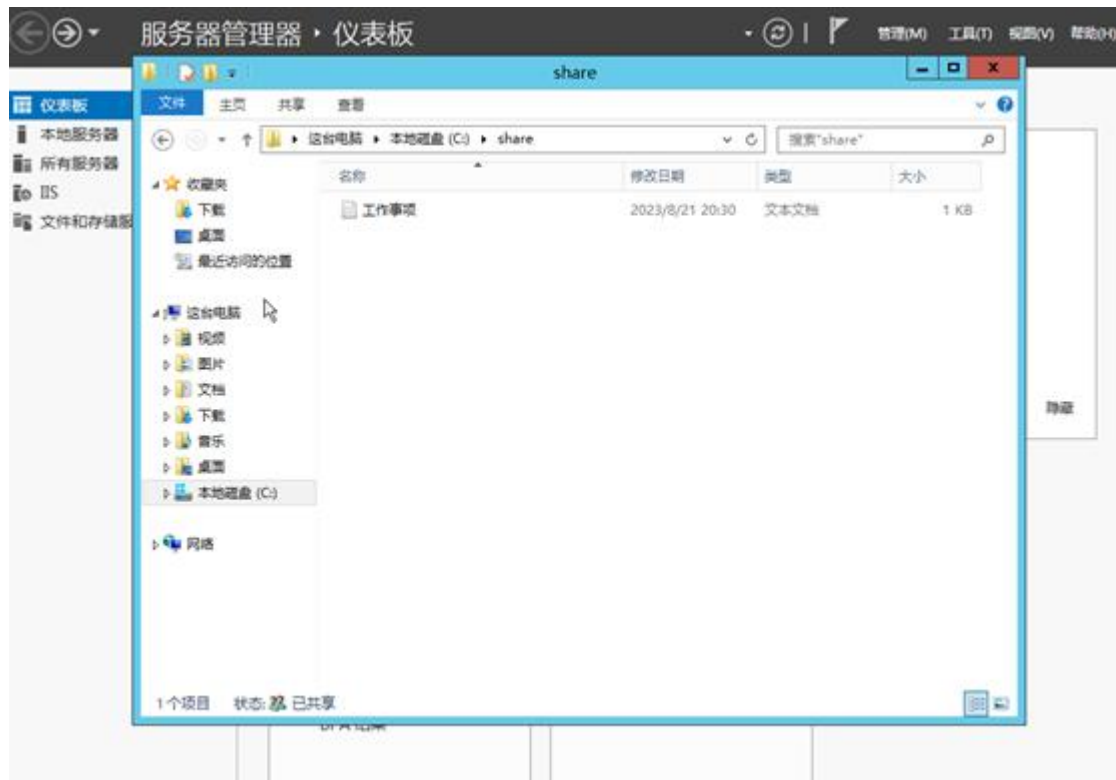 服务器管理器 · 仪表板
管理(M) 工具(T) 视图(V) 帮助(H)
share
文件 主页 共享 查看
这台电脑 本地磁盘 (C:) share
搜索"share"
仪表板
本地服务器
所有服务器
IIS
文件和存储服
收藏夹
下载
桌面
最近访问的位置
这台电脑
视频
图片
文档
下载
音乐
桌面
本地磁盘 (C:)
网络
名称 修改日期 类型 大小
工作事项 2023/8/21 20:30 文本文档 1 KB
隐藏
1 个项目 状态: 已共享